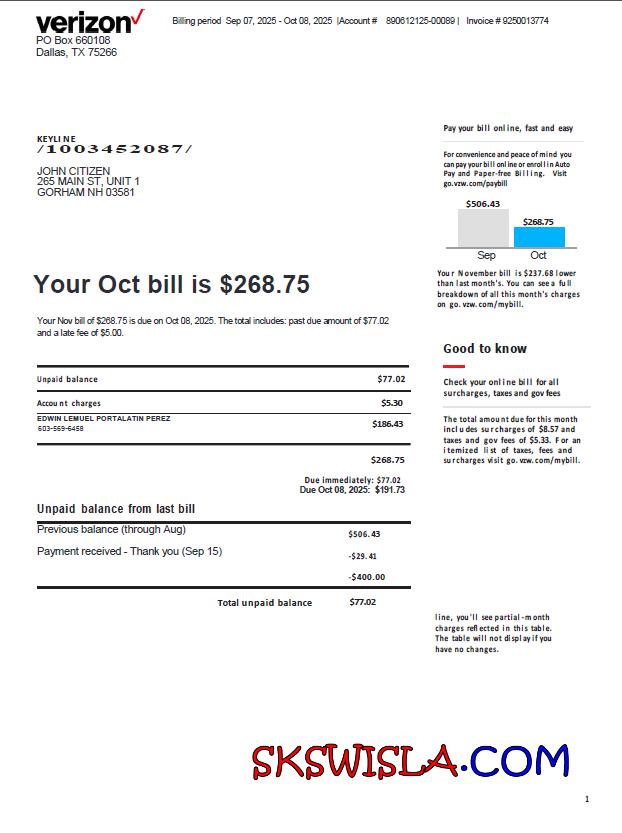 verizon✓
Billing period Sep 07, 2025 - Oct 08, 2025 |Account # 890612125-00089 | Invoice # 9250013774
PO Box 660108
Dallas, TX 75266
KEYLINE
/1003452087/
JOHN CITIZEN
265 MAIN ST, UNIT 1
GORHAM NH 03581
Pay your bill online, fast and easy
For convenience and peace of mind you
can pay your bill online or enroll in Auto
Pay and Paper-free Billing. Visit
go.vzw.com/paybill
$506.43
$268.75
Sep
Oct
Your November bill is $237.68 lower
than last month's. You can see a full
breakdown of all this month's charges
on go.vzw.com/mybill.
Your Oct bill is $268.75
Your Nov bill of $268.75 is due on Oct 08, 2025. The total includes: past due amount of $77.02
and a late fee of $5.00.
Unpaid balance $77.02
Account charges $5.30
EDWIN LEMUEL PORTALATIN PEREZ
603-569-6458
$186.43
$268.75
Due immediately: $77.02
Due Oct 08, 2025: $191.73
Good to know
Check your online bill for all
surcharges, taxes and gov fees
The total amount due for this month
includes surcharges of $8.57 and
taxes and gov fees of $5.33. For an
itemized list of taxes, fees and
surcharges visit go.vzw.com/mybill.
Unpaid balance from last bill
Previous balance (through Aug) $506.43
Payment received - Thank you (Sep 15) -$29.41
-$400.00
Total unpaid balance $77.02
line, you'll see partial-month
charges reflected in this table.
The table will not display if you
have no changes.
SKSWISLA.COM
1